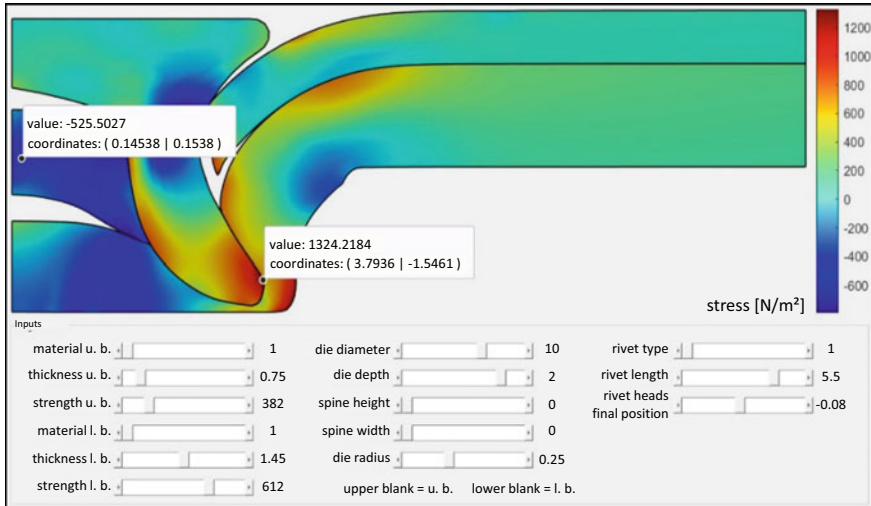 1200
1000
800
600
400
200
0
-200
-400
-600
value: -525.5027
coordinates: ( 0.14538 | 0.1538 )
value: 1324.2184
coordinates: ( 3.7936 | -1.5461 )
stress [N/m²]
Inputs
material u. b. 1
thickness u. b. 0.75
strength u. b. 382
material l. b. 1
thickness l. b. 1.45
strength l. b. 612
die diameter 10
die depth 2
spine height 0
spine width 0
die radius 0.25
upper blank = u. b. lower blank = l. b.
rivet type 1
rivet length 5.5
rivet heads
final position -0.08